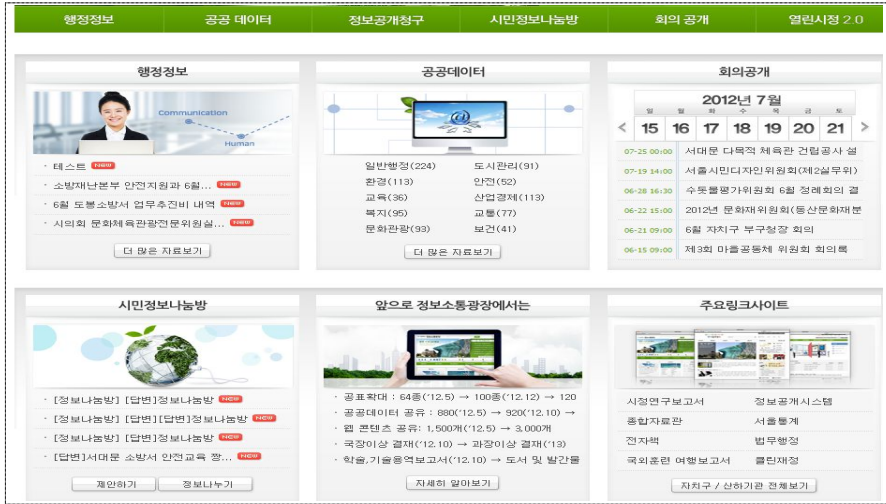 행정정보 공공 데이터 정보공개청구 시민정보나눔방 회의 공개 열린시정 2.0
행정정보
Communication
Human
· 테스트 NEW
· 소방재난본부 안전지원과 6월... NEW
· 6월 도봉소방서 업무추진비 내역 NEW
· 시의회 문화체육관광전문위원실... NEW
더 많은 자료보기
공공데이터
@
일반행정(224) 도시관리(91)
환경(113) 안전(52)
교육(36) 산업경제(113)
복지(95) 교통(77)
문화관광(93) 보건(41)
더 많은 자료보기
회의공개
2012년 7월
일 월 화 수 목 금 토
< 15 16 17 18 19 20 21 >
07-25 00:00 서대문 다목적 체육관 건립공사 설
07-19 14:00 서울시민디자인위원회(제2실무위)
06-28 16:30 수돗물평가위원회 6월 정례회의 결
06-22 15:00 2012년 문화재위원회(동산문화재분
06-21 09:00 6월 자치구 부구청장 회의
06-15 09:00 제3회 마을공동체 위원회 회의록
시민정보나눔방
· [정보나눔방] [답변]정보나눔방 NEW
· [정보나눔방] [답변][답변]정보나눔방 NEW
· [정보나눔방] [답변]정보나눔방 NEW
· [답변]서대문 소방서 안전교육 짱... NEW
제안하기 정보나누기
앞으로 정보소통광장에서는
· 공표확대 : 64종('12.5) → 100종('12.12) → 120
· 공공데이터 공유 : 880('12.5) → 920('12.10) →
· 웹 콘텐츠 공유: 1,500개('12.5) → 3,000개
· 국장이상 결재('12.10) → 과장이상 결재('13)
· 학술,기술용역보고서('12.10) → 도서 및 발간물
자세히 알아보기
주요링크사이트
시정연구보고서 정보공개시스템
종합자료관 서울통계
전자책 법무행정
국외훈련 여행보고서 클린재정
자치구 / 산하기관 전체보기